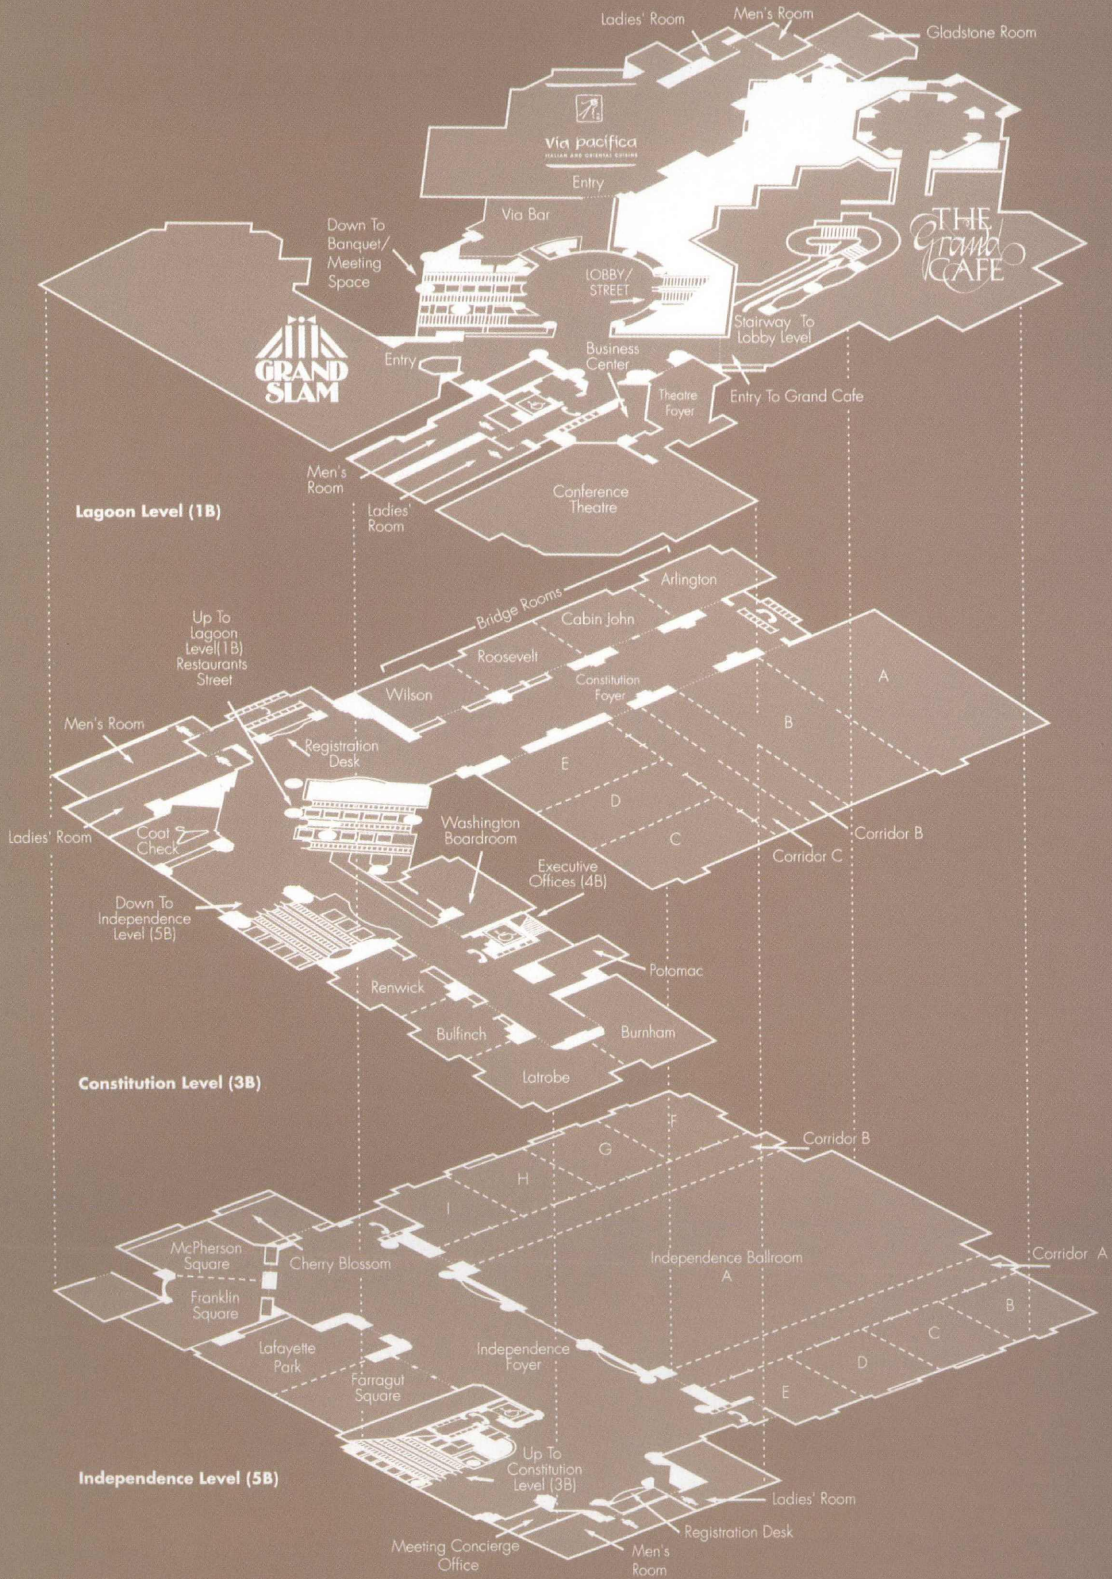 Ladies' Room
Men's Room
Gladstone Room
Via pacifica
ITALIAN AND ORIENTAL CUISINE
Entry
Via Bar
Down To
Banquet/
Meeting
Space
LOBBY/
STREET
THE
Grand
CAFE
Stairway To
Lobby Level
GRAND
SLAM
Entry
Business
Center
Theatre
Foyer
Entry To Grand Cafe
Men's
Room
Ladies'
Room
Conference
Theatre
Lagoon Level (1B)
Bridge Rooms
Arlington
Cabin John
Roosevelt
Wilson
Up To
Lagoon
Level(1B)
Restaurants
Street
Constitution
Foyer
A
B
E
D
C
Men's Room
Registration
Desk
Ladies' Room
Coat
Check
Washington
Boardroom
Corridor B
Corridor C
Executive
Offices (4B)
Down To
Independence
Level (5B)
Potomac
Renwick
Bulfinch
Burnham
Latrobe
Constitution Level (3B)
F
G
H
I
Corridor B
McPherson
Square
Cherry Blossom
Independence Ballroom
A
Corridor A
Franklin
Square
B
C
D
E
Lafayette
Park
Independence
Foyer
Farragut
Square
Up To
Constitution
Level (3B)
Independence Level (5B)
Ladies' Room
Registration Desk
Meeting Concierge
Office
Men's
Room